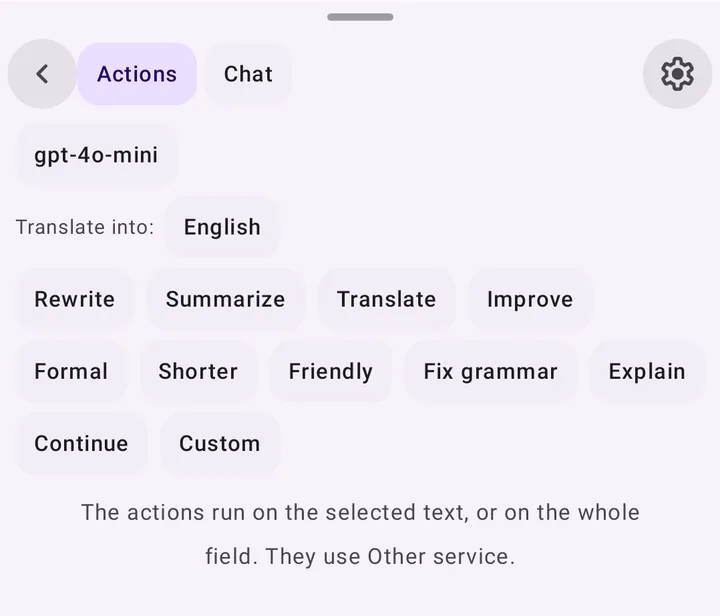 Actions Chat
gpt-4o-mini
Translate into: English
Rewrite Summarize Translate Improve
Formal Shorter Friendly Fix grammar Explain
Continue Custom
The actions run on the selected text, or on the whole
field. They use Other service.